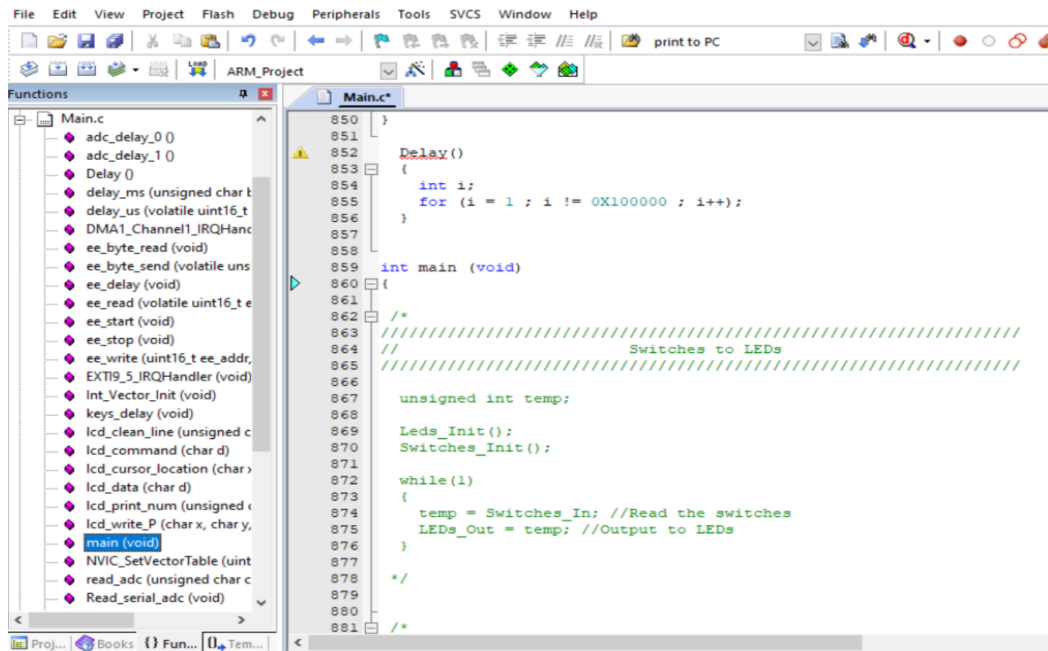 File Edit View Project Flash Debug Peripherals Tools SVCS Window Help
print to PC
LOAD ARM_Project
Functions
Main.c*
Main.c
adc_delay_0 ()
adc_delay_1 ()
Delay ()
delay_ms (unsigned char
delay_us (volatile uint16_t
DMA1_Channel1_IRQHanc
ee_byte_read (void)
ee_byte_send (volatile uns
ee_delay (void)
ee_read (volatile uint16_t e
ee_start (void)
ee_stop (void)
ee_write (uint16_t ee_addr,
EXTI9_5_IRQHandler (void)
Int_Vector_Init (void)
keys_delay (void)
lcd_clean_line (unsigned c
lcd_command (char d)
lcd_cursor_location (char
lcd_data (char d)
lcd_print_num (unsigned
lcd_write_P (char x, char y,
main (void)
NVIC_SetVectorTable (uint
read_adc (unsigned char c
Read_serial_adc (void)
Proj... Books {} Fun... Tem...
850 }
851
852 Delay()
853 {
854 int i;
855 for (i = 1 ; i != 0X100000 ; i++);
856 }
857
858
859 int main (void)
860 {
861
862 /*
863 ////////////////////////////////////////////////////////////////////
864 // Switches to LEDs
865 ////////////////////////////////////////////////////////////////////
866
867 unsigned int temp;
868
869 Leds_Init();
870 Switches_Init();
871
872 while(1)
873 {
874 temp = Switches_In; //Read the switches
875 LEDs_Out = temp; //Output to LEDs
876 }
877
878 */
879
880
881 /*